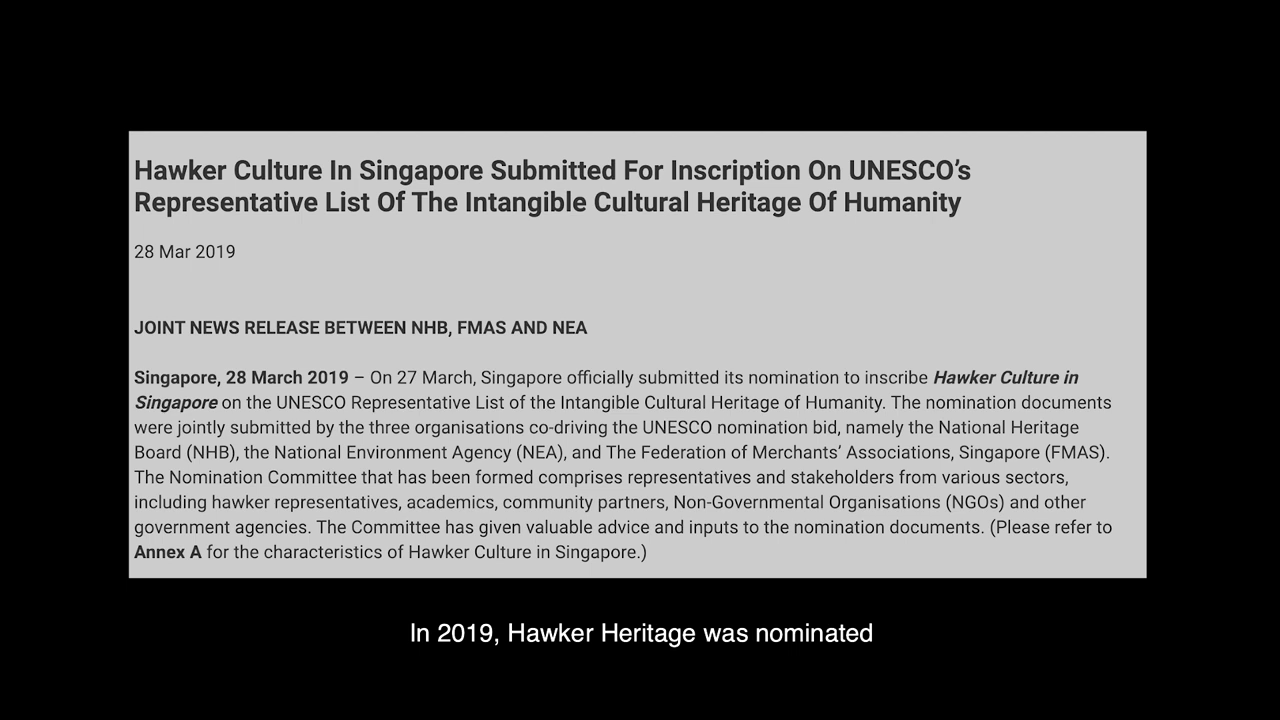 Hawker Culture In Singapore Submitted For Inscription On UNESCO’s
Representative List Of The Intangible Cultural Heritage Of Humanity
28 Mar 2019
JOINT NEWS RELEASE BETWEEN NHB, FMAS AND NEA
Singapore, 28 March 2019 – On 27 March, Singapore officially submitted its nomination to inscribe Hawker Culture in
Singapore on the UNESCO Representative List of the Intangible Cultural Heritage of Humanity. The nomination documents
were jointly submitted by the three organisations co-driving the UNESCO nomination bid, namely the National Heritage
Board (NHB), the National Environment Agency (NEA), and The Federation of Merchants’ Associations, Singapore (FMAS).
The Nomination Committee that has been formed comprises representatives and stakeholders from various sectors,
including hawker representatives, academics, community partners, Non-Governmental Organisations (NGOs) and other
government agencies. The Committee has given valuable advice and inputs to the nomination documents. (Please refer to
Annex A for the characteristics of Hawker Culture in Singapore.)
In 2019, Hawker Heritage was nominated